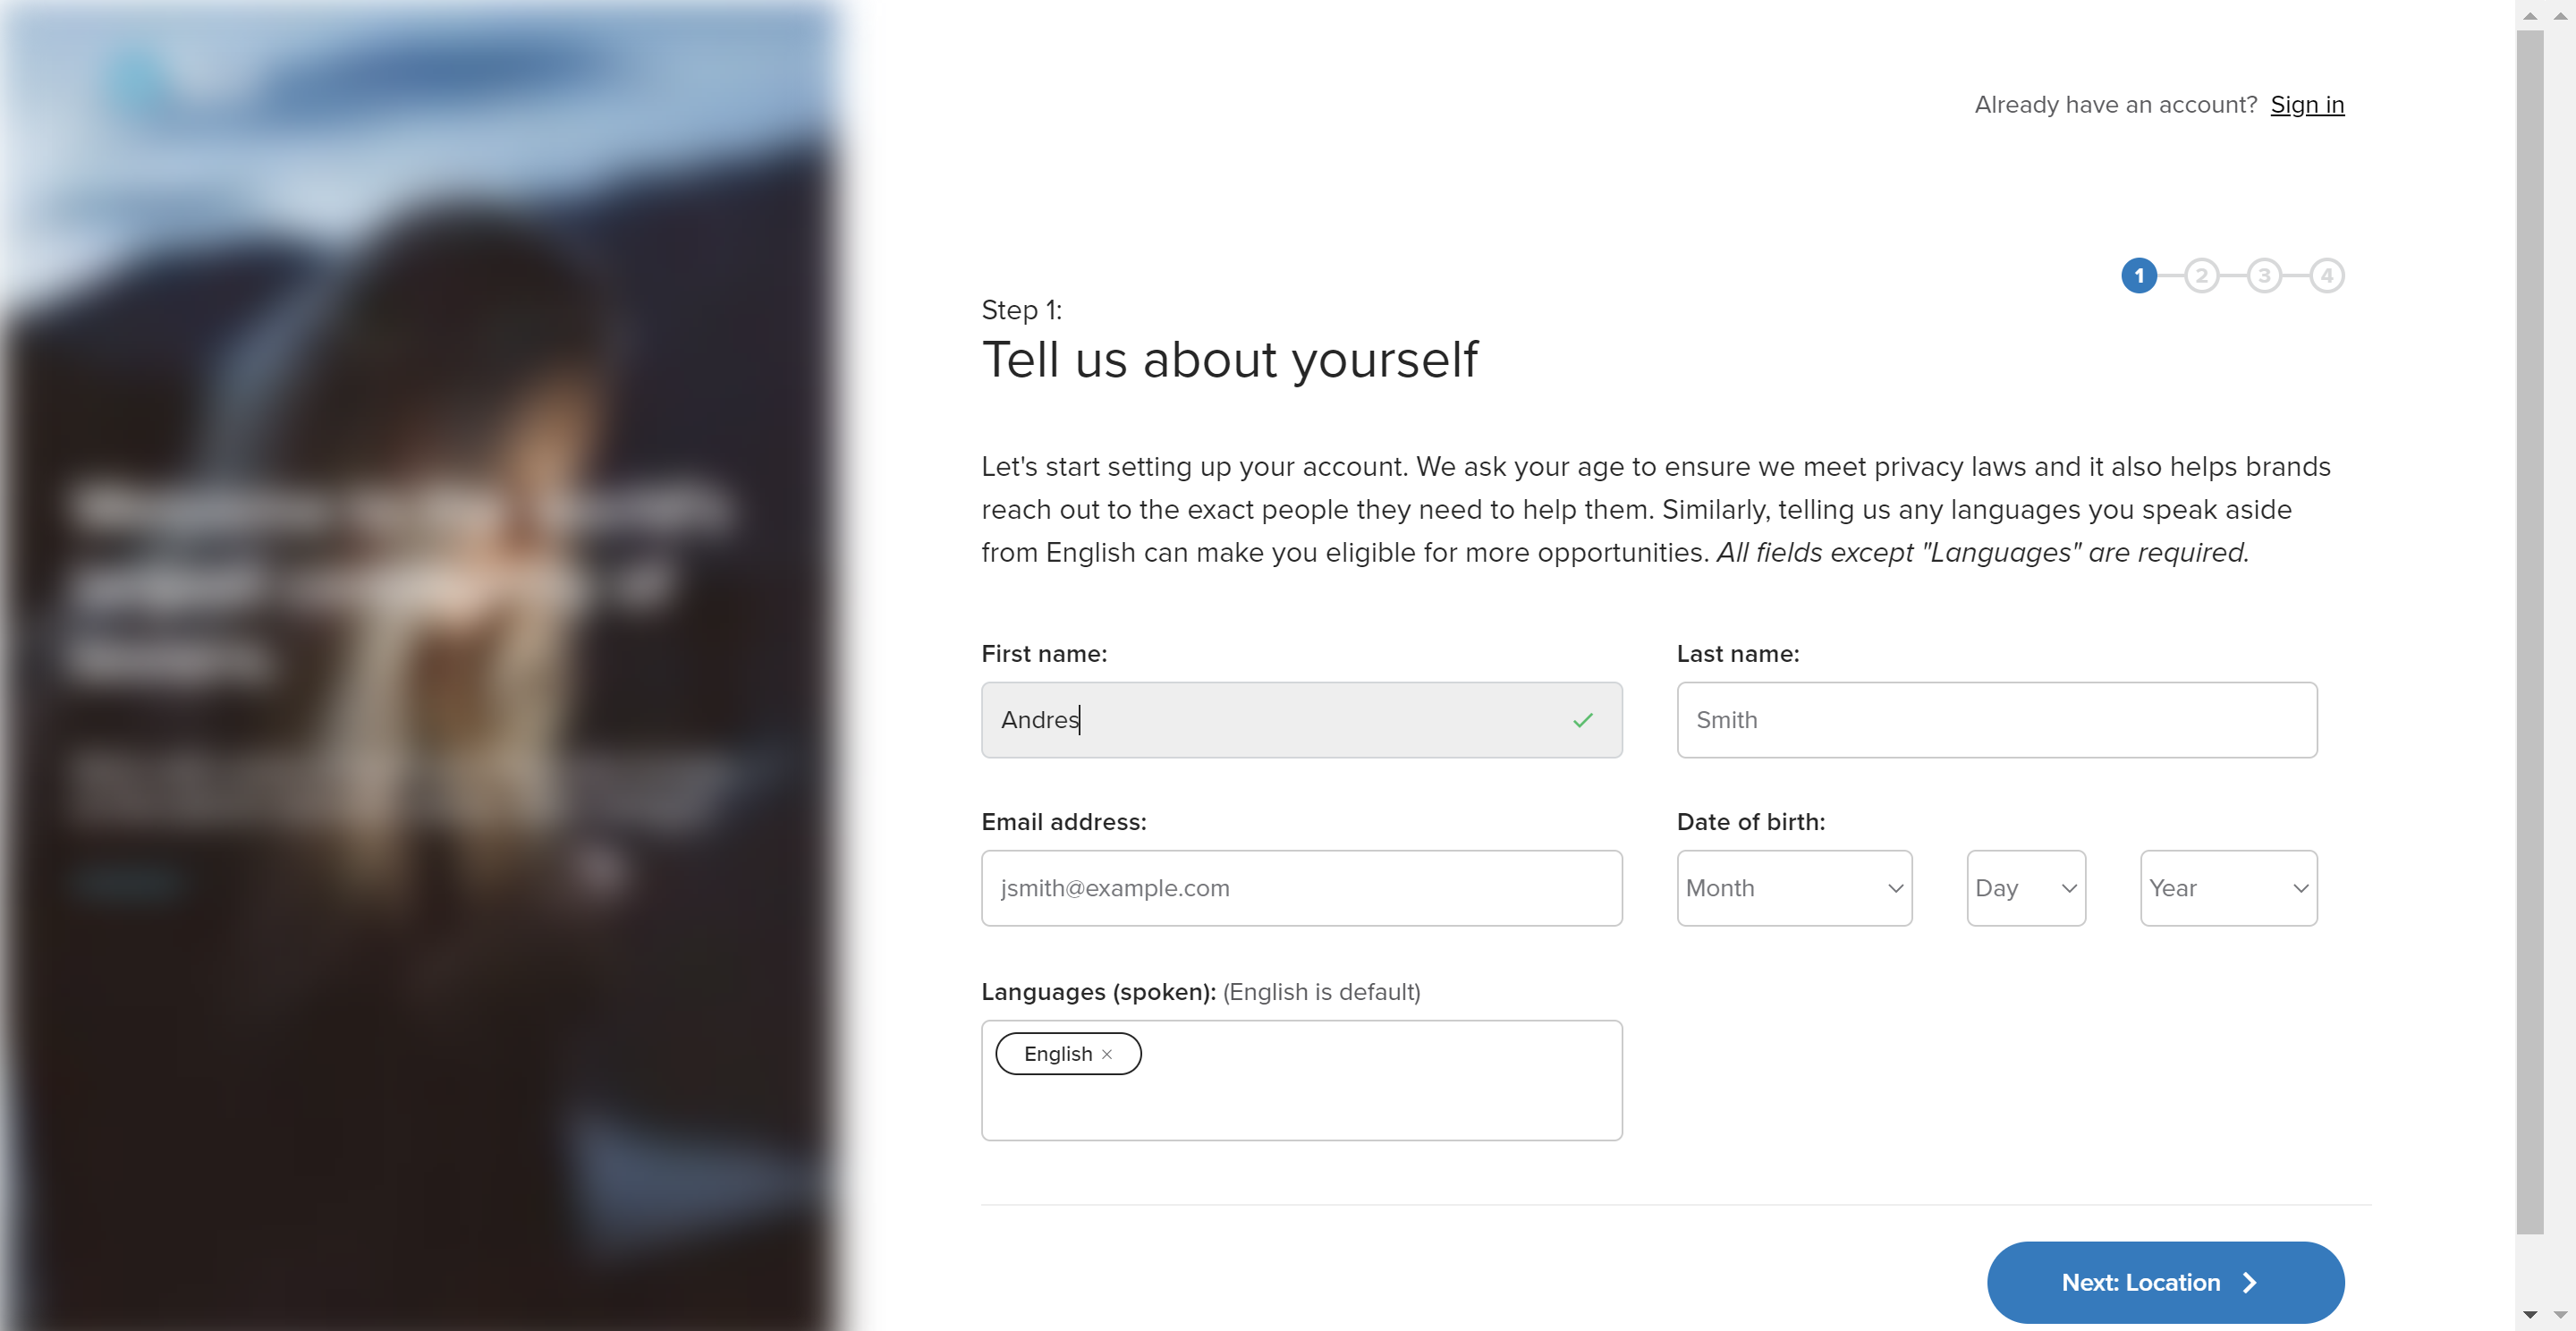 Already have an account? Sign in
1 2 3 4
Step 1:
Tell us about yourself
Let's start setting up your account. We ask your age to ensure we meet privacy laws and it also helps brands
reach out to the exact people they need to help them. Similarly, telling us any languages you speak aside
from English can make you eligible for more opportunities. All fields except "Languages" are required.
First name:
Last name:
Andres
Smith
Email address:
Date of birth:
jsmith@example.com
Month
Day
Year
Languages (spoken): (English is default)
English ×
Next: Location